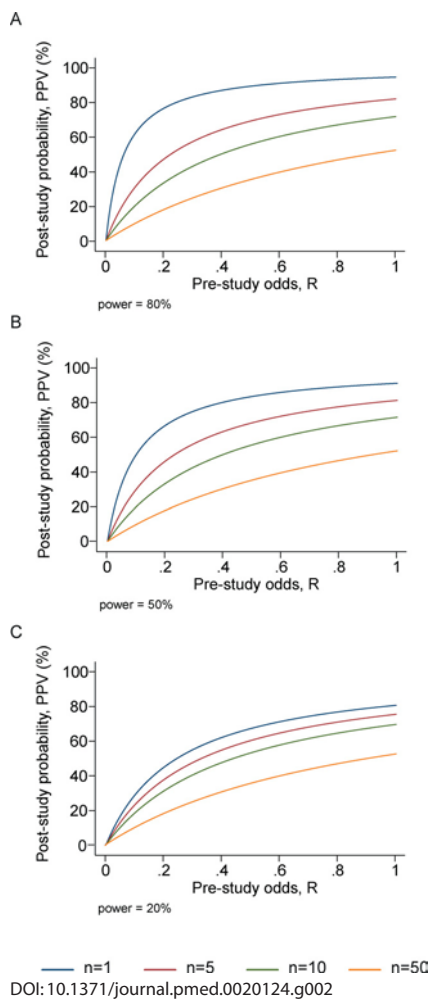 A
Post-study probability, PPV (%)
100
80
60
40
20
0
0 .2 .4 .6 .8 1
Pre-study odds, R
power = 80%
B
Post-study probability, PPV (%)
100
80
60
40
20
0
0 .2 .4 .6 .8 1
Pre-study odds, R
power = 50%
C
Post-study probability, PPV (%)
100
80
60
40
20
0
0 .2 .4 .6 .8 1
Pre-study odds, R
power = 20%
n=1 n=5 n=10 n=50
DOI: 10.1371/journal.pmed.0020124.g002